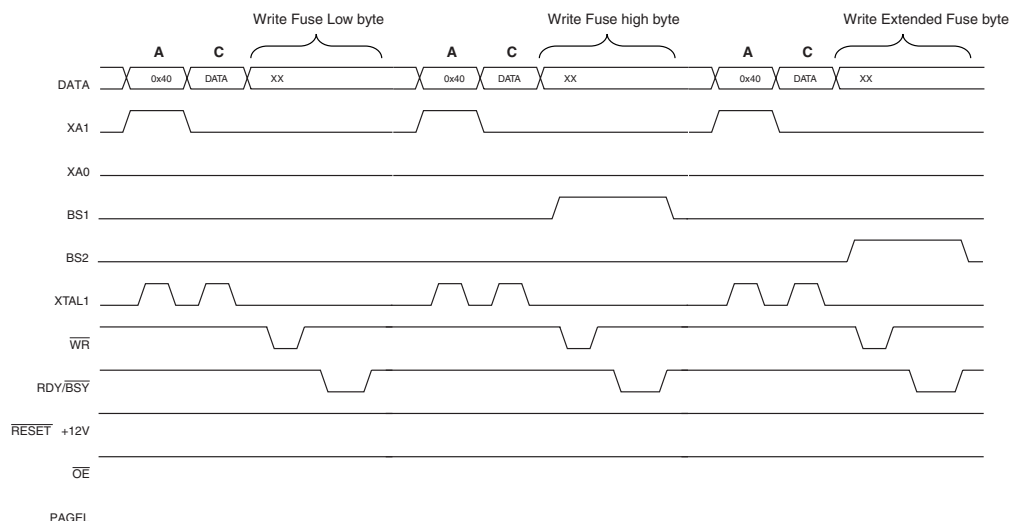 Write Fuse Low byte Write Fuse high byte Write Extended Fuse byte
A C A C A C
DATA 0x40 DATA XX 0x40 DATA XX 0x40 DATA XX
XA1
XA0
BS1
BS2
XTAL1
WR
RDY/BSY
RESET +12V
OE
PAGEL